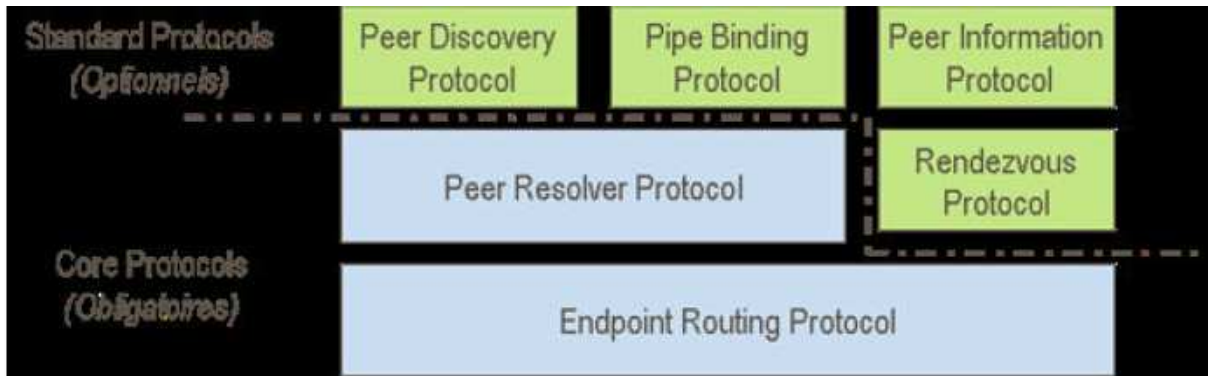 Standard Protocols
(Optionnels)
Peer Discovery
Protocol
Pipe Binding
Protocol
Peer Information
Protocol
Peer Resolver Protocol
Rendezvous
Protocol
Core Protocols
(Obligatoires)
Endpoint Routing Protocol